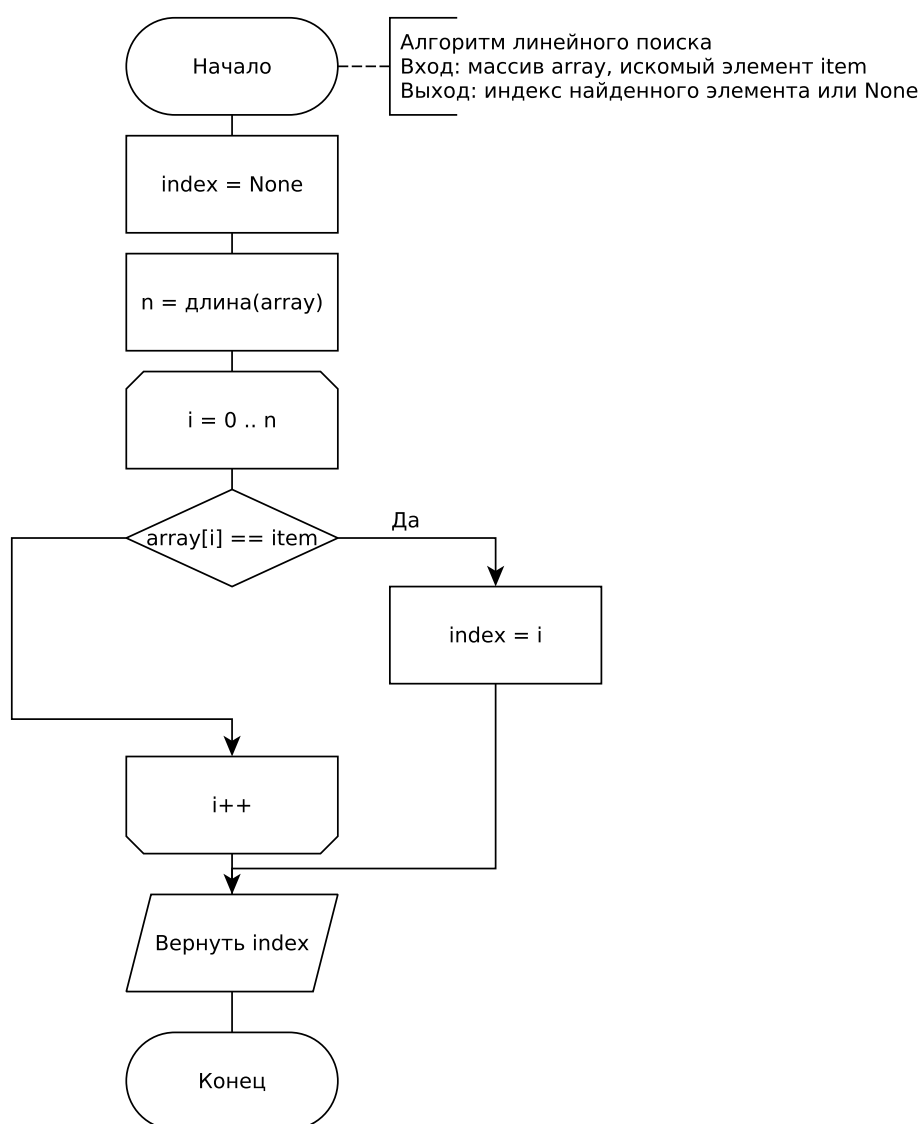 Начало
Алгоритм линейного поиска
Вход: массив array, искомый элемент item
Выход: индекс найденного элемента или None
index = None
n = длина(array)
i = 0 .. n
array[i] == item
Да
index = i
i++
Вернуть index
Конец